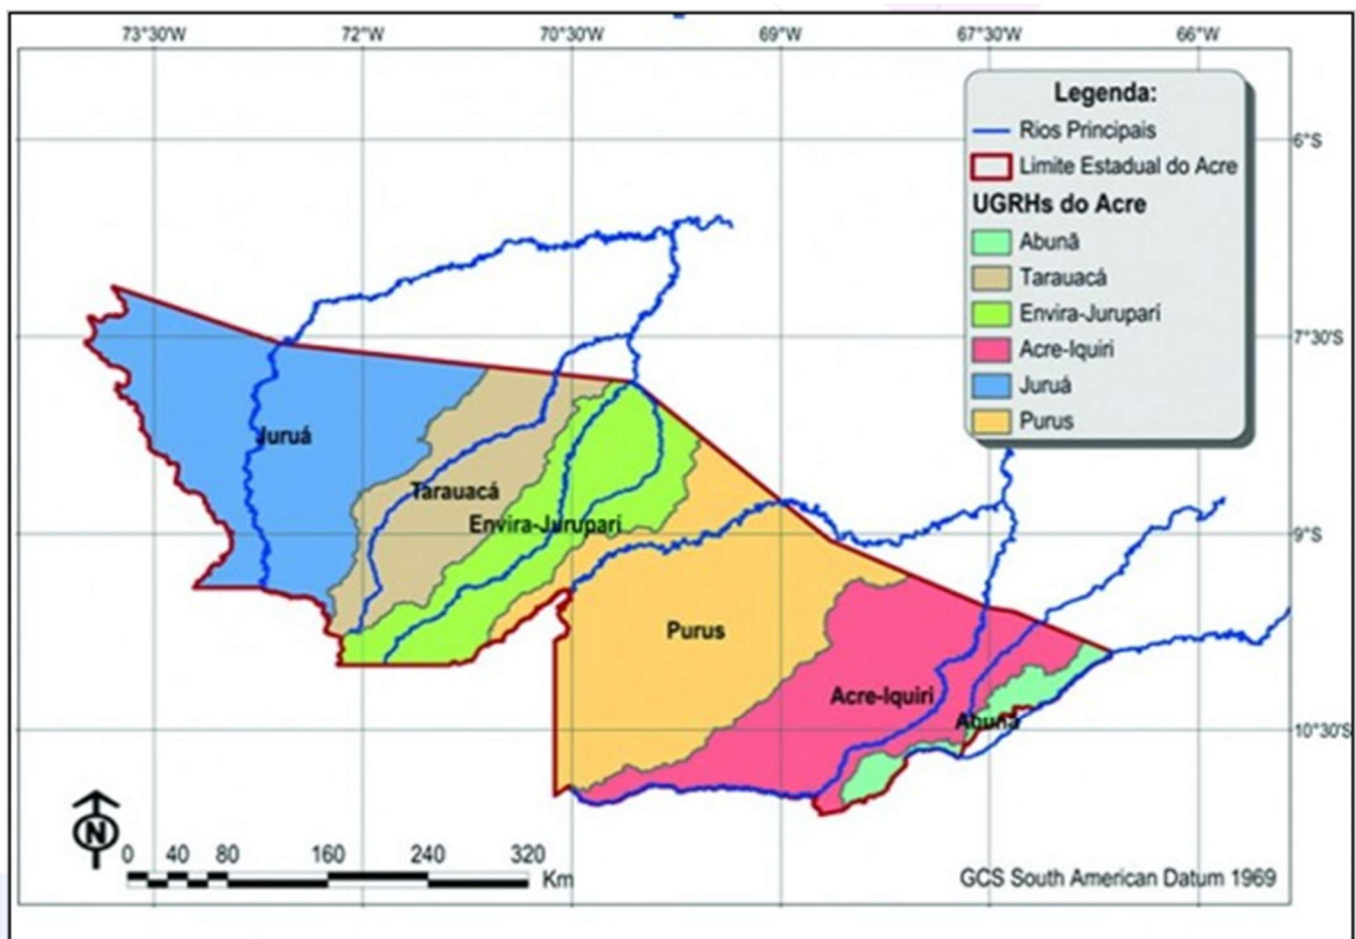 73°30'W 72°W 70°30'W 69°W 67°30'W 66°W
Legenda:
Rios Principais
6°S
Limite Estadual do Acre
UGRHs do Acre
Abunã
Tarauacá
Envira-Jurupari
7°30'S
Acre-Iquiri
Juruá
Purus
Juruá
Tarauacá
Envira-Jurupari
9°S
Purus
Acre-Iquiri
Abunã
10°30'S
N
0 40 80 160 240 320
Km
GCS South American Datum 1969